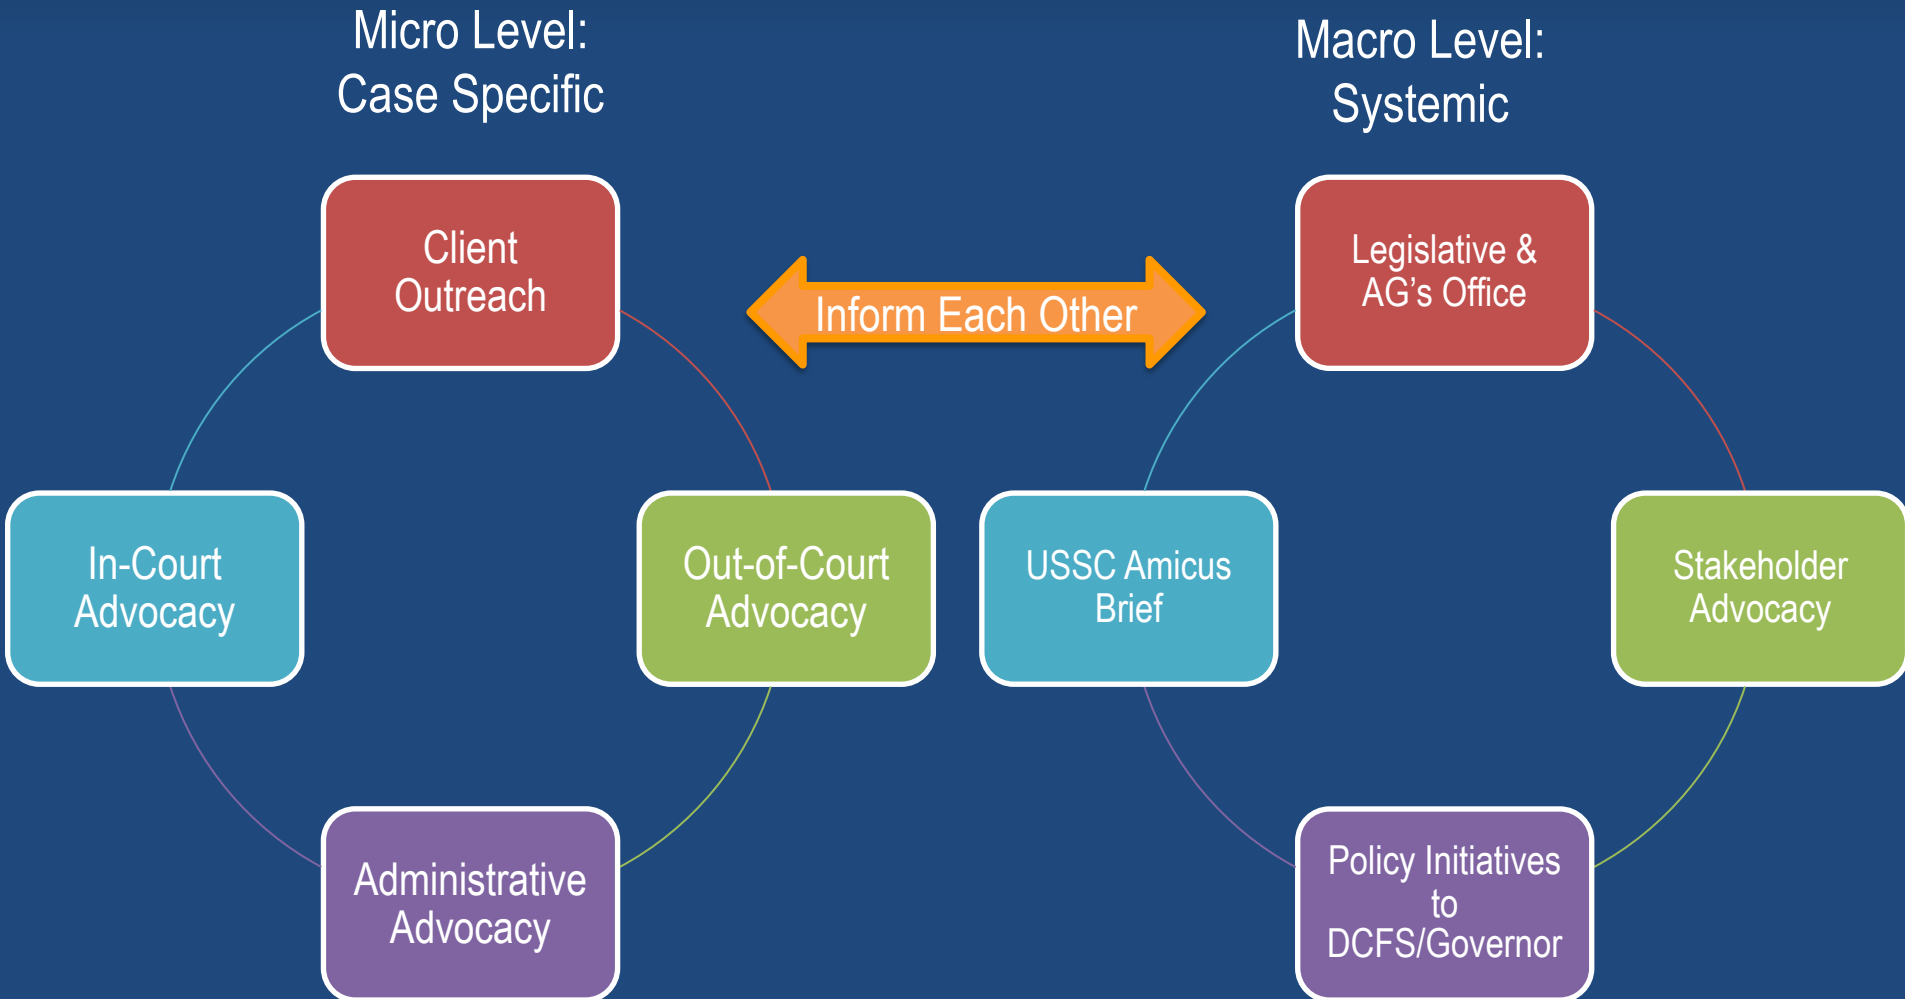 Micro Level:
Case Specific
Macro Level:
Systemic
Client
Outreach
Inform Each Other
Legislative &
AG’s Office
In-Court
Advocacy
Out-of-Court
Advocacy
USSC Amicus
Brief
Stakeholder
Advocacy
Administrative
Advocacy
Policy Initiatives
to
DCFS/Governor